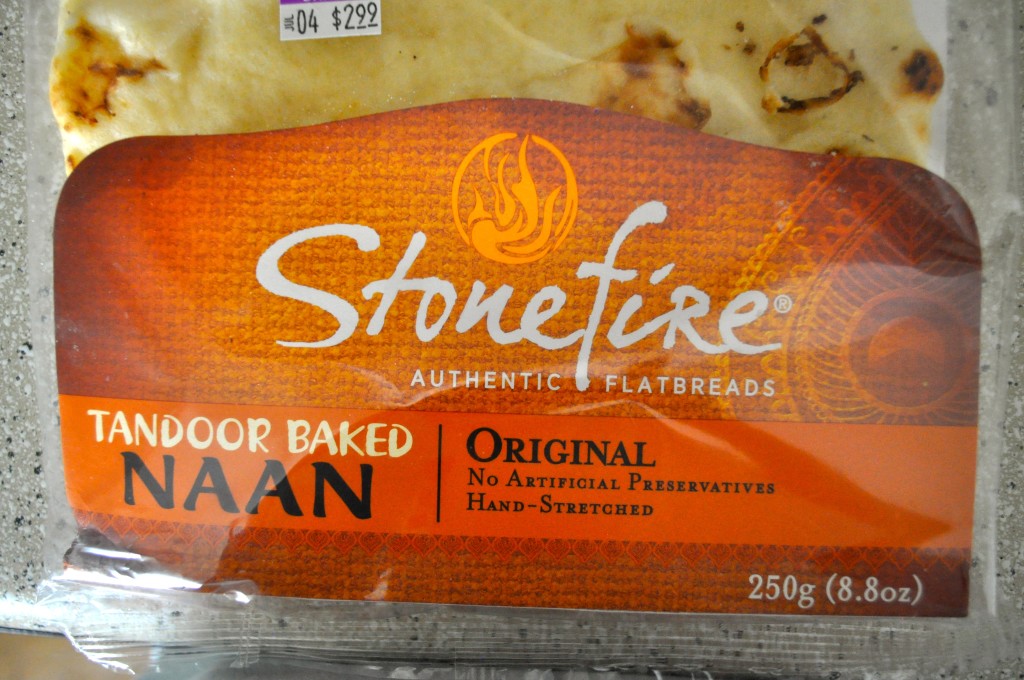 JUL 04 $2.99
Stonefire®
AUTHENTIC FLATBREADS
TANDOOR BAKED
NAAN
ORIGINAL
NO ARTIFICIAL PRESERVATIVES
HAND-STRETCHED
250g (8.8oz)